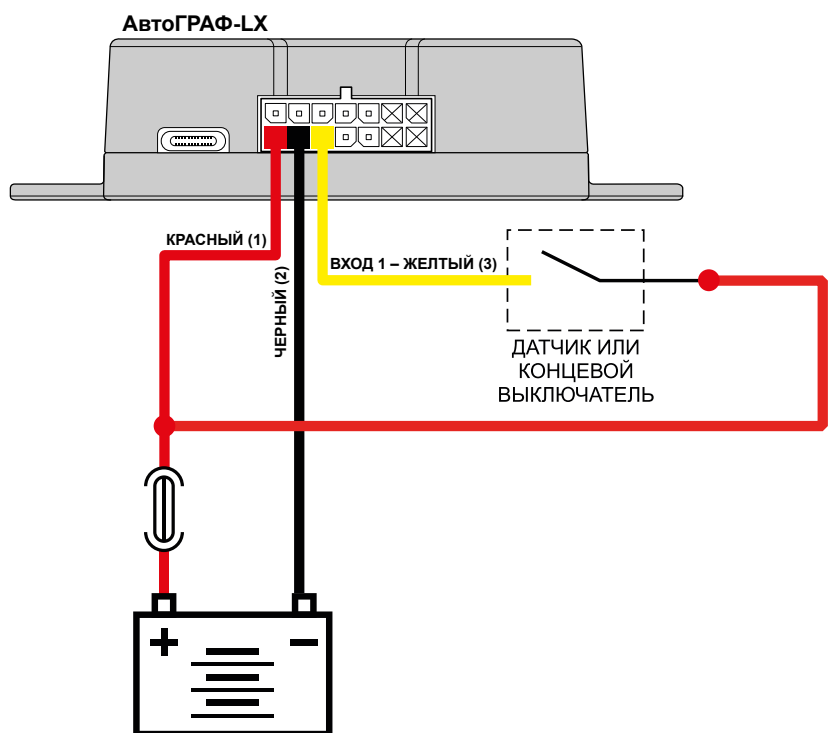 АвтоГРАФ-LX
КРАСНЫЙ (1)
ЧЕРНЫЙ (2)
ВХОД 1 – ЖЕЛТЫЙ (3)
ДАТЧИК ИЛИ
КОНЦЕВОЙ
ВЫКЛЮЧАТЕЛЬ